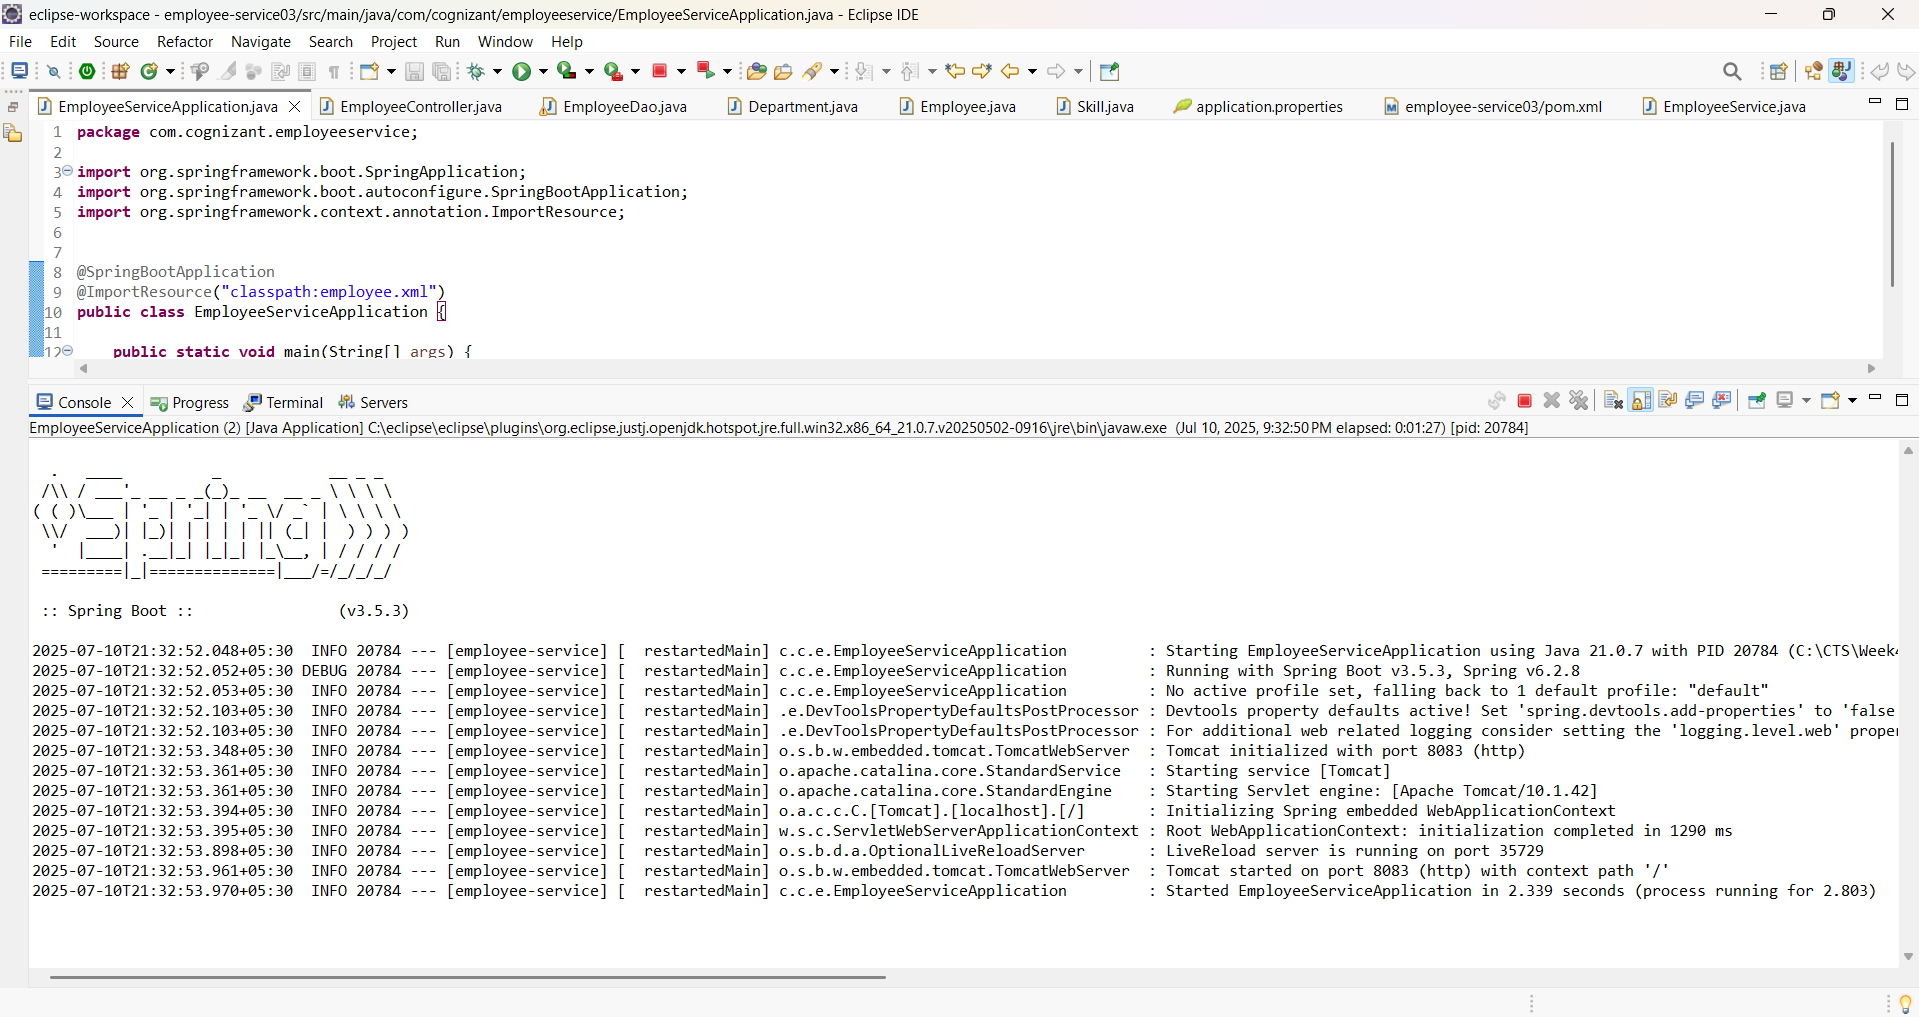 eclipse-workspace - employee-service03/src/main/java/com/cognizant/employeeservice/EmployeeServiceApplication.java - Eclipse IDE
File Edit Source Refactor Navigate Search Project Run Window Help
EmployeeServiceApplication.java EmployeeController.java EmployeeDao.java Department.java Employee.java Skill.java application.properties employee-service03/pom.xml EmployeeService.java
1 package com.cognizant.employeeservice;
2
3 import org.springframework.boot.SpringApplication;
4 import org.springframework.boot.autoconfigure.SpringBootApplication;
5 import org.springframework.context.annotation.ImportResource;
6
7
8 @SpringBootApplication
9 @ImportResource("classpath:employee.xml")
10 public class EmployeeServiceApplication {
11
12 public static void main(String[] args) {
Console Progress Terminal Servers
EmployeeServiceApplication (2) [Java Application] C:\eclipse\eclipse\plugins\org.eclipse.justj.openjdk.hotspot.jre.full.win32.x86_64_21.0.7.v20250502-0916\jre\bin\javaw.exe (Jul 10, 2025, 9:32:50 PM elapsed: 0:01:27) [pid: 20784]
  .   ____          _            __ _ _
 /\\ / ___'_ __ _ _(_)_ __  __ _ \ \ \ \
( ( )\___ | '_ | '_| | '_ \/ _` | \ \ \ \
 \\/  ___)| |_)| | | | | || (_| |  ) ) ) )
  '  |____| .__|_| |_|_| |_\__, | / / / /
 =========|_|==============|___/=/_/_/_/
:: Spring Boot :: (v3.5.3)
2025-07-10T21:32:52.048+05:30 INFO 20784 --- [employee-service] [ restartedMain] c.c.e.EmployeeServiceApplication : Starting EmployeeServiceApplication using Java 21.0.7 with PID 20784 (C:\CTS\Week
2025-07-10T21:32:52.052+05:30 DEBUG 20784 --- [employee-service] [ restartedMain] c.c.e.EmployeeServiceApplication : Running with Spring Boot v3.5.3, Spring v6.2.8
2025-07-10T21:32:52.053+05:30 INFO 20784 --- [employee-service] [ restartedMain] c.c.e.EmployeeServiceApplication : No active profile set, falling back to 1 default profile: "default"
2025-07-10T21:32:52.103+05:30 INFO 20784 --- [employee-service] [ restartedMain] .e.DevToolsPropertyDefaultsPostProcessor : Devtools property defaults active! Set 'spring.devtools.add-properties' to 'false
2025-07-10T21:32:52.103+05:30 INFO 20784 --- [employee-service] [ restartedMain] .e.DevToolsPropertyDefaultsPostProcessor : For additional web related logging consider setting the 'logging.level.web' proper
2025-07-10T21:32:53.348+05:30 INFO 20784 --- [employee-service] [ restartedMain] o.s.b.w.embedded.tomcat.TomcatWebServer : Tomcat initialized with port 8083 (http)
2025-07-10T21:32:53.361+05:30 INFO 20784 --- [employee-service] [ restartedMain] o.apache.catalina.core.StandardService : Starting service [Tomcat]
2025-07-10T21:32:53.361+05:30 INFO 20784 --- [employee-service] [ restartedMain] o.apache.catalina.core.StandardEngine : Starting Servlet engine: [Apache Tomcat/10.1.42]
2025-07-10T21:32:53.394+05:30 INFO 20784 --- [employee-service] [ restartedMain] o.a.c.c.C.[Tomcat].[localhost].[/] : Initializing Spring embedded WebApplicationContext
2025-07-10T21:32:53.395+05:30 INFO 20784 --- [employee-service] [ restartedMain] w.s.c.ServletWebServerApplicationContext : Root WebApplicationContext: initialization completed in 1290 ms
2025-07-10T21:32:53.898+05:30 INFO 20784 --- [employee-service] [ restartedMain] o.s.b.d.a.OptionalLiveReloadServer : LiveReload server is running on port 35729
2025-07-10T21:32:53.961+05:30 INFO 20784 --- [employee-service] [ restartedMain] o.s.b.w.embedded.tomcat.TomcatWebServer : Tomcat started on port 8083 (http) with context path '/'
2025-07-10T21:32:53.970+05:30 INFO 20784 --- [employee-service] [ restartedMain] c.c.e.EmployeeServiceApplication : Started EmployeeServiceApplication in 2.339 seconds (process running for 2.803)